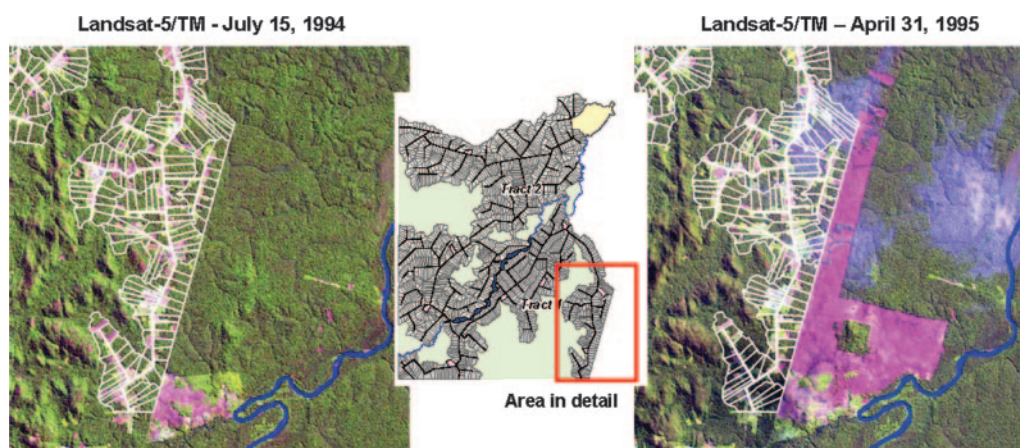 Landsat-5/TM - July 15, 1994
Landsat-5/TM – April 31, 1995
Tract 2
Tract 1
Area in detail